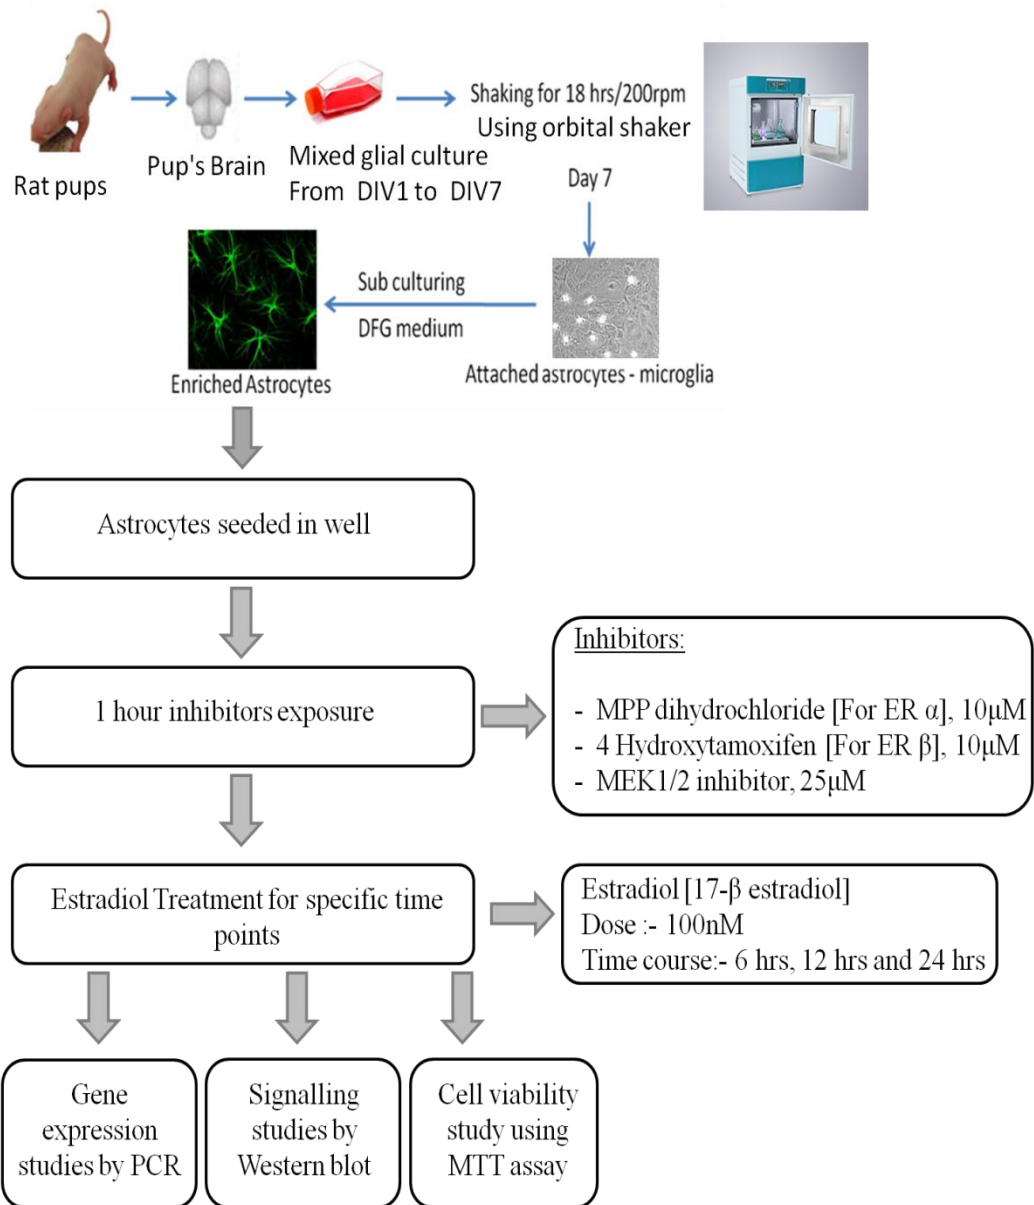 Rat pups
Pup's Brain
Mixed glial culture
From DIV1 to DIV7
Shaking for 18 hrs/200rpm
Using orbital shaker
Day 7
Attached astrocytes - microglia
Sub culturing
DFG medium
Enriched Astrocytes
Astrocytes seeded in well
1 hour inhibitors exposure
Inhibitors:
- MPP dihydrochloride [For ER α], 10μM
- 4 Hydroxytamoxifen [For ER β], 10μM
- MEK1/2 inhibitor, 25μM
Estradiol Treatment for specific time
points
Estradiol [17-β estradiol]
Dose :- 100nM
Time course:- 6 hrs, 12 hrs and 24 hrs
Gene
expression
studies by PCR
Signalling
studies by
Western blot
Cell viability
study using
MTT assay